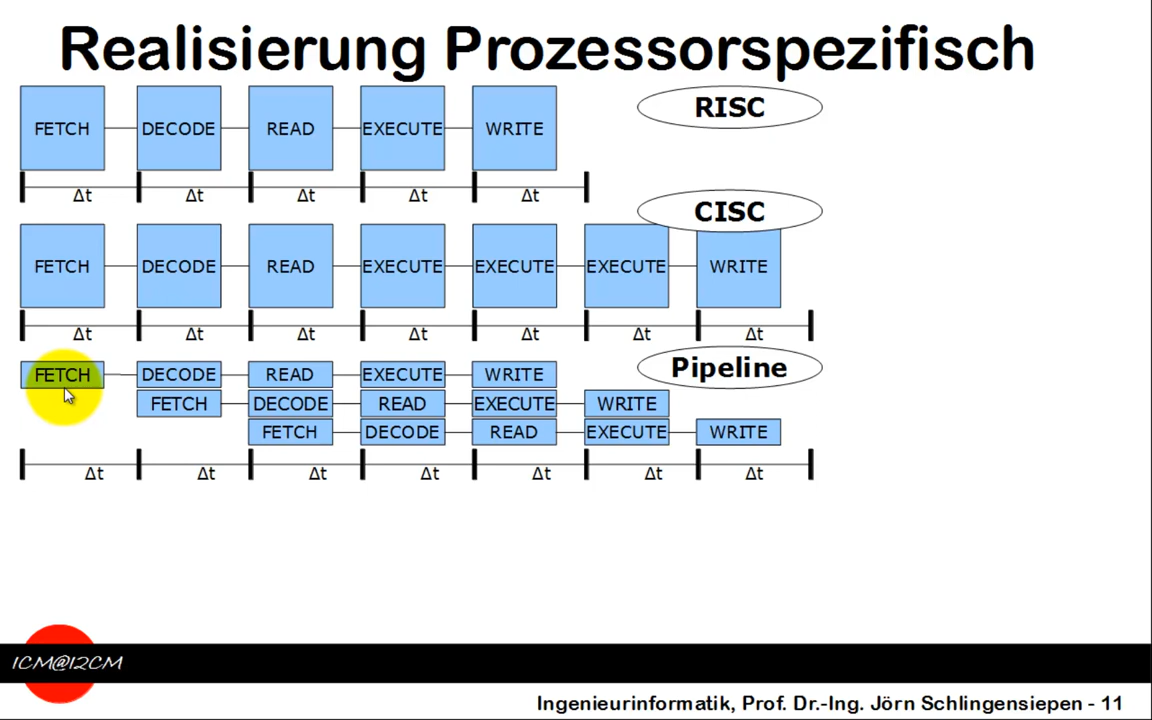 Realisierung Prozessorspezifisch
RISC
FETCH DECODE READ EXECUTE WRITE
Δt Δt Δt Δt Δt
CISC
FETCH DECODE READ EXECUTE EXECUTE EXECUTE WRITE
Δt Δt Δt Δt Δt Δt Δt
Pipeline
FETCH DECODE READ EXECUTE WRITE
FETCH DECODE READ EXECUTE WRITE
FETCH DECODE READ EXECUTE WRITE
Δt Δt Δt Δt Δt Δt Δt
1CM@12CM
Ingenieurinformatik, Prof. Dr.-Ing. Jörn Schlingensiepen - 11